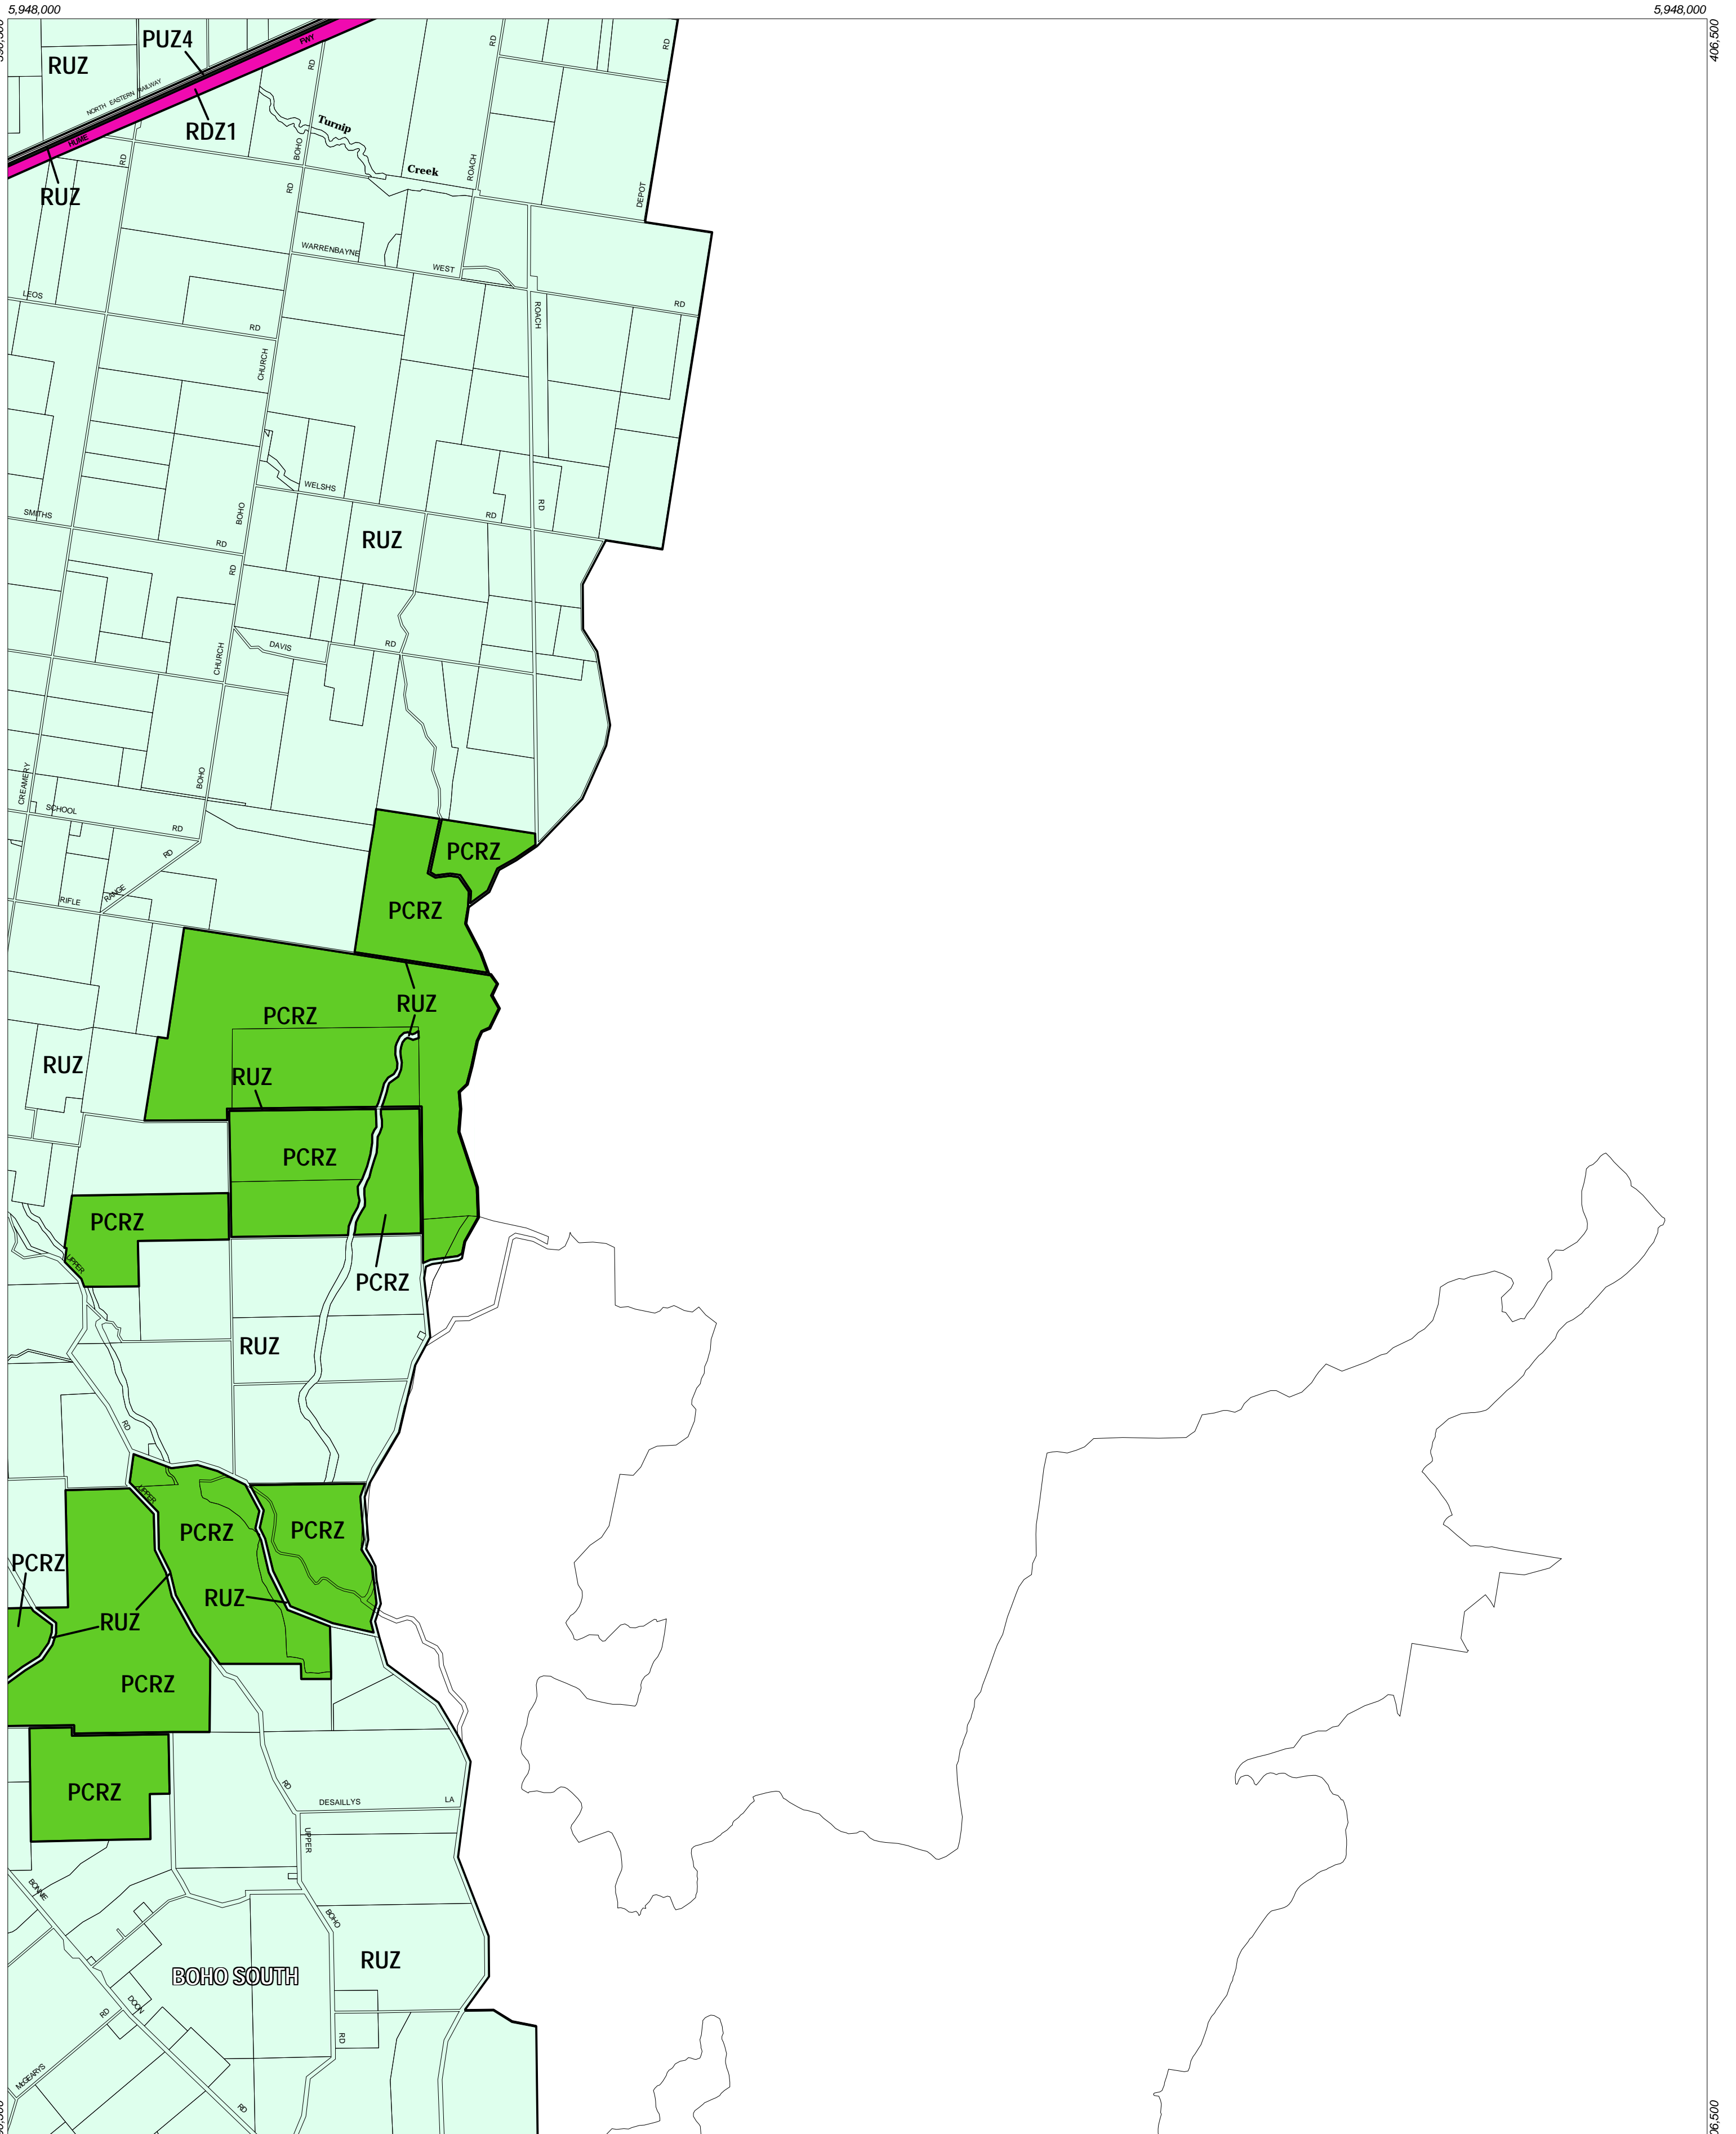 5,948,000
5,948,000
406,500
PUZ4
RUZ
NORTH EASTERN RAILWAY
FWY
HUME
RDZ1
RUZ
RD
RD
RD
RD
Turnip
Creek
BOHO
ROACH
RD
RD
DEPOT
WARRENBAYNE
WEST
RD
LEOS
RD
CHURCH
ROACH
WELSHS
RD
RD
SMITHS
RD
BOHO
RUZ
RD
DAVIS
RD
CHURCH
CREAMERY
BOHO
SCHOOL
RD
RD
RANGE
RIFLE
PCRZ
PCRZ
RUZ
PCRZ
RUZ
RUZ
PCRZ
PCRZ
UPPER
PCRZ
RUZ
RD
UPPER
PCRZ
PCRZ
PCRZ
RUZ
RUZ
PCRZ
PCRZ
RD
DESAILLYS
LA
UPPER
BONNIE
BOHO
RUZ
BOHO SOUTH
DOON
RD
RD
McGEARYS
RD